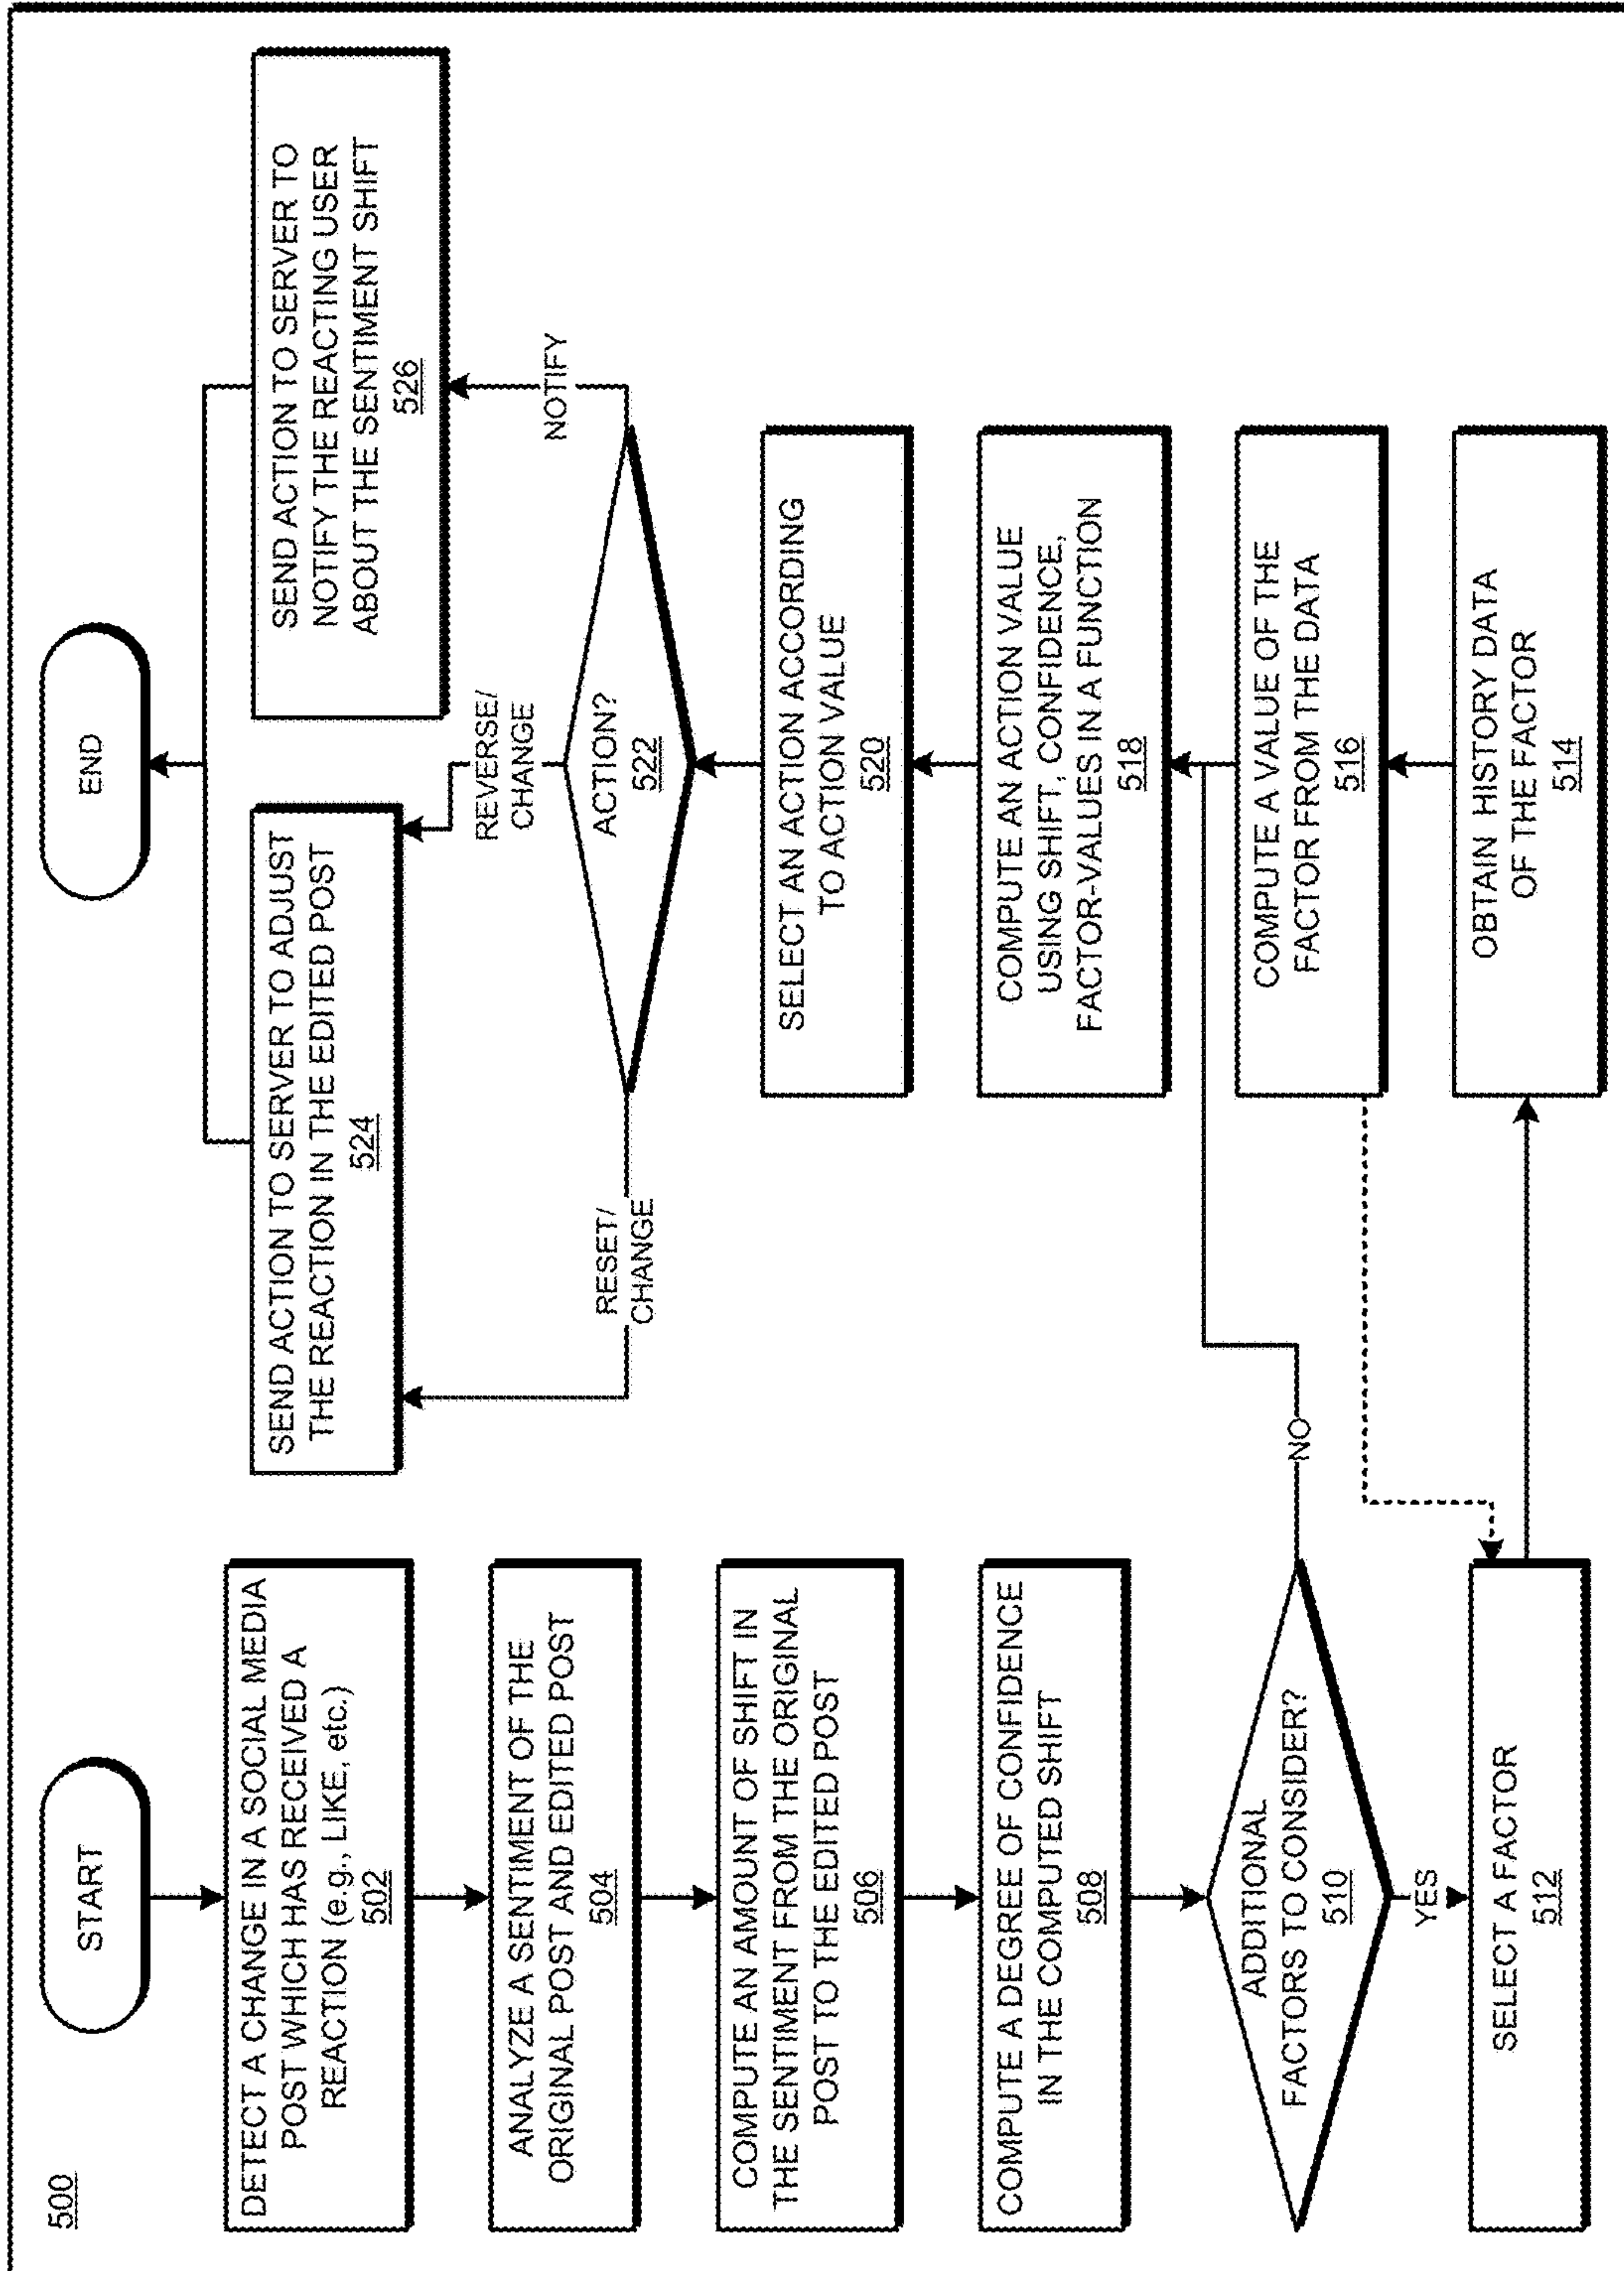 500
START
DETECT A CHANGE IN A SOCIAL MEDIA
POST WHICH HAS RECEIVED A
REACTION (e.g., LIKE, etc.)
502
ANALYZE A SENTIMENT OF THE
ORIGINAL POST AND EDITED POST
504
COMPUTE AN AMOUNT OF SHIFT IN
THE SENTIMENT FROM THE ORIGINAL
POST TO THE EDITED POST
506
COMPUTE A DEGREE OF CONFIDENCE
IN THE COMPUTED SHIFT
508
ADDITIONAL
FACTORS TO CONSIDER?
510
NO
YES
SELECT A FACTOR
512
OBTAIN HISTORY DATA
OF THE FACTOR
514
COMPUTE A VALUE OF THE
FACTOR FROM THE DATA
516
COMPUTE AN ACTION VALUE
USING SHIFT, CONFIDENCE,
FACTOR-VALUES IN A FUNCTION
518
SELECT AN ACTION ACCORDING
TO ACTION VALUE
520
ACTION?
522
RESET/
CHANGE
REVERSE/
CHANGE
NOTIFY
SEND ACTION TO SERVER TO ADJUST
THE REACTION IN THE EDITED POST
524
SEND ACTION TO SERVER TO
NOTIFY THE REACTING USER
ABOUT THE SENTIMENT SHIFT
526
END